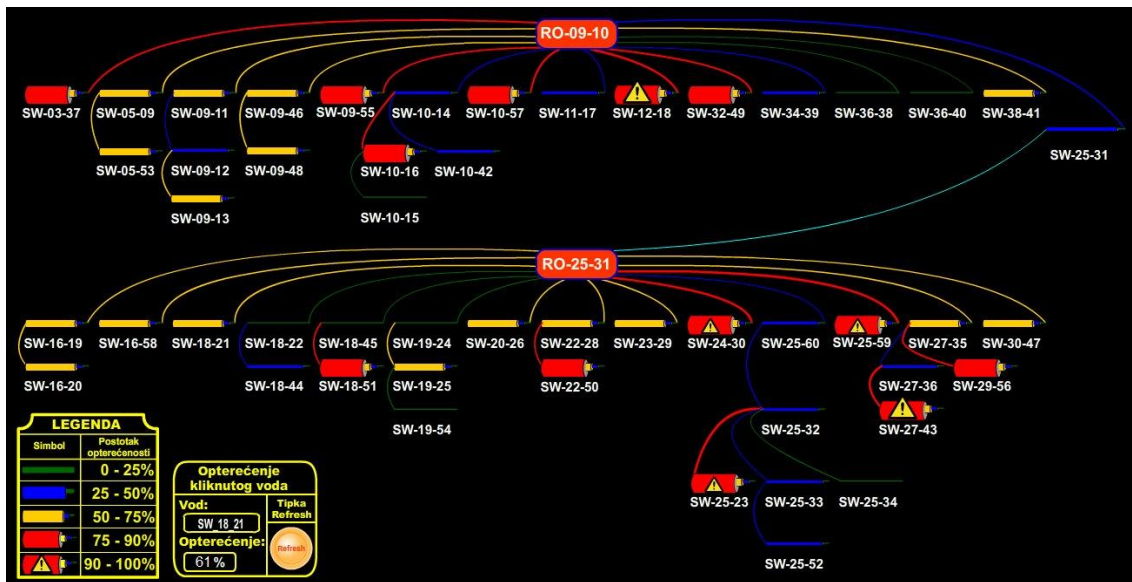 RO-09-10
SW-03-37 SW-05-09 SW-09-11 SW-09-46 SW-09-55 SW-10-14 SW-10-57 SW-11-17 SW-12-18 SW-32-49 SW-34-39 SW-36-38 SW-36-40 SW-38-41
SW-25-31
SW-05-53 SW-09-12 SW-09-48 SW-10-16 SW-10-42
SW-09-13 SW-10-15
RO-25-31
SW-16-19 SW-16-58 SW-18-21 SW-18-22 SW-18-45 SW-19-24 SW-20-26 SW-22-28 SW-23-29 SW-24-30 SW-25-60 SW-25-59 SW-27-35 SW-30-47
SW-16-20 SW-18-44 SW-18-51 SW-19-25 SW-22-50 SW-27-36 SW-29-56
SW-19-54 SW-25-32 SW-27-43
SW-25-23 SW-25-33 SW-25-34
SW-25-52
LEGENDA
Simbol Postotak
opterećenosti
0 - 25%
25 - 50%
50 - 75%
75 - 90%
90 - 100%
Opterećenje
kliknutog voda
Vod:
SW_18_21
Opterećenje:
61%
Tipka
Refresh
Refresh